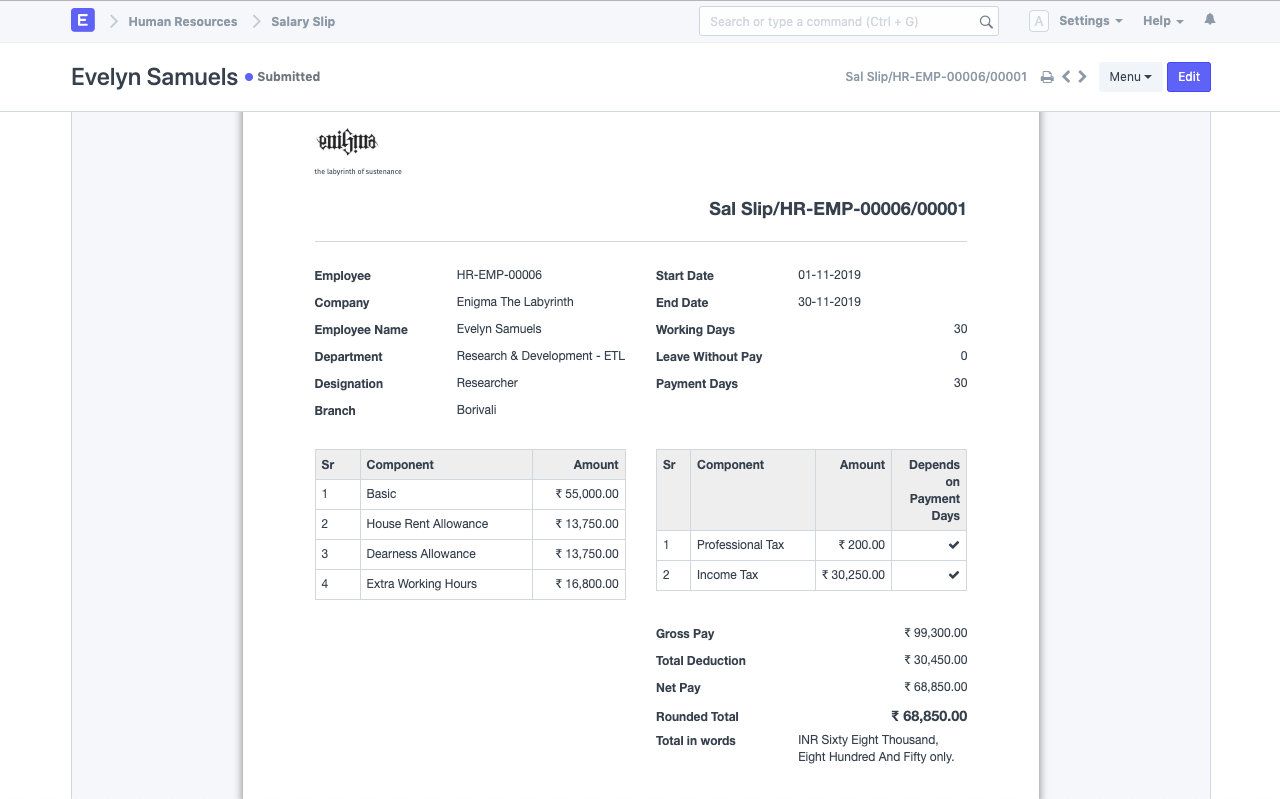 E Human Resources Salary Slip Search or type a command (Ctrl + G) A Settings Help
Evelyn Samuels Submitted Sal Slip/HR-EMP-00006/00001 Menu Edit
enigma
the labyrinth of sustenance
Sal Slip/HR-EMP-00006/00001
Employee HR-EMP-00006 Start Date 01-11-2019
Company Enigma The Labyrinth End Date 30-11-2019
Employee Name Evelyn Samuels Working Days 30
Department Research & Development - ETL Leave Without Pay 0
Designation Researcher Payment Days 30
Branch Borivali
Sr Component Amount
1 Basic ₹ 55,000.00
2 House Rent Allowance ₹ 13,750.00
3 Dearness Allowance ₹ 13,750.00
4 Extra Working Hours ₹ 16,800.00
Sr Component Amount Depends
on
Payment
Days
1 Professional Tax ₹ 200.00
2 Income Tax ₹ 30,250.00
Gross Pay ₹ 99,300.00
Total Deduction ₹ 30,450.00
Net Pay ₹ 68,850.00
Rounded Total ₹ 68,850.00
Total in words INR Sixty Eight Thousand,
Eight Hundred And Fifty only.